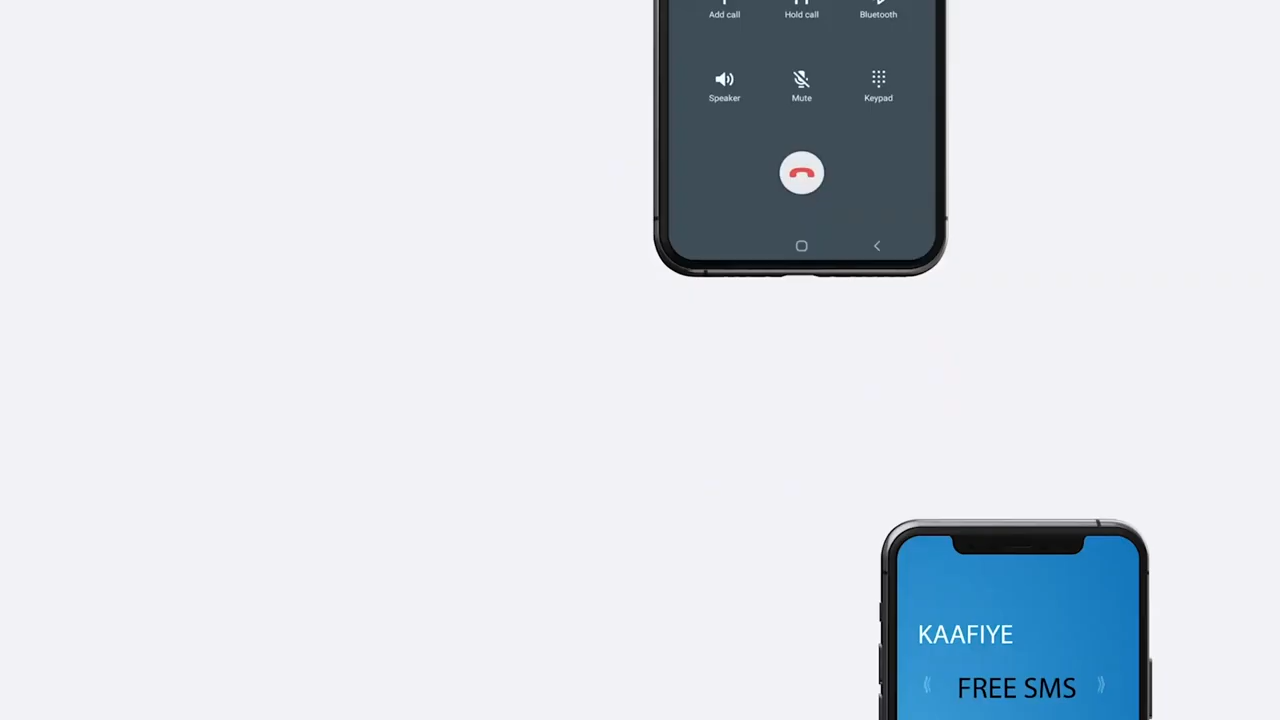 Add call Hold call Bluetooth
Speaker Mute Keypad
KAAFIYE
FREE SMS